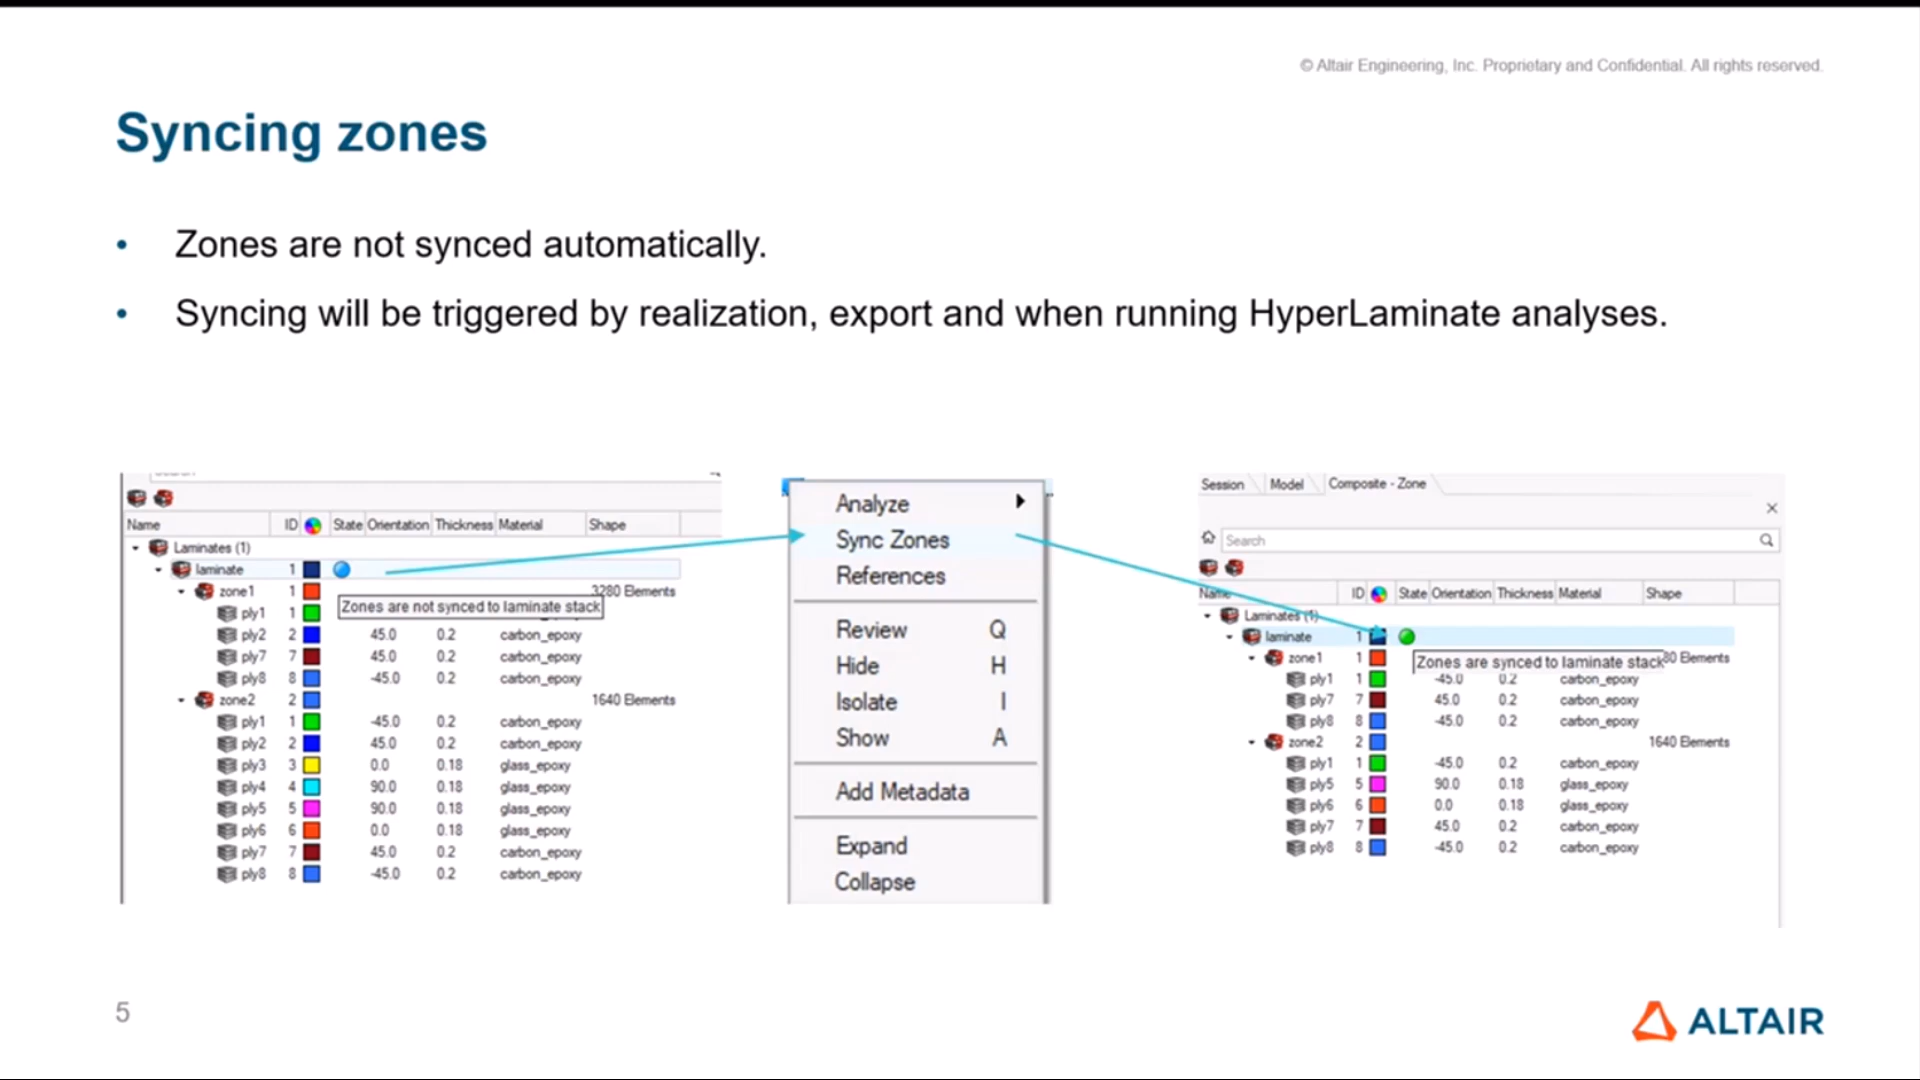 © Altair Engineering, Inc. Proprietary and Confidential. All rights reserved.
Syncing zones
• Zones are not synced automatically.
• Syncing will be triggered by realization, export and when running HyperLaminate analyses.
Name ID State Orientation Thickness Material Shape
Laminates (1)
laminate 1
zone1 1 3280 Elements
Zones are not synced to laminate stack
ply1 1
ply2 2 45.0 0.2 carbon_epoxy
ply7 7 45.0 0.2 carbon_epoxy
ply8 8 -45.0 0.2 carbon_epoxy
zone2 2 1640 Elements
ply1 1 -45.0 0.2 carbon_epoxy
ply2 2 45.0 0.2 carbon_epoxy
ply3 3 0.0 0.18 glass_epoxy
ply4 4 90.0 0.18 glass_epoxy
ply5 5 90.0 0.18 glass_epoxy
ply6 6 0.0 0.18 glass_epoxy
ply7 7 45.0 0.2 carbon_epoxy
ply8 8 -45.0 0.2 carbon_epoxy
Analyze
Sync Zones
References
Review Q
Hide H
Isolate I
Show A
Add Metadata
Expand
Collapse
Session Model Composite - Zone
Search
Name ID State Orientation Thickness Material Shape
Laminates (1)
laminate 1
zone1 1 80 Elements
Zones are synced to laminate stack
ply1 1 -45.0 0.2 carbon_epoxy
ply7 7 45.0 0.2 carbon_epoxy
ply8 8 -45.0 0.2 carbon_epoxy
zone2 2 1640 Elements
ply1 1 -45.0 0.2 carbon_epoxy
ply5 5 90.0 0.18 glass_epoxy
ply6 6 0.0 0.18 glass_epoxy
ply7 7 45.0 0.2 carbon_epoxy
ply8 8 -45.0 0.2 carbon_epoxy
5
ALTAIR